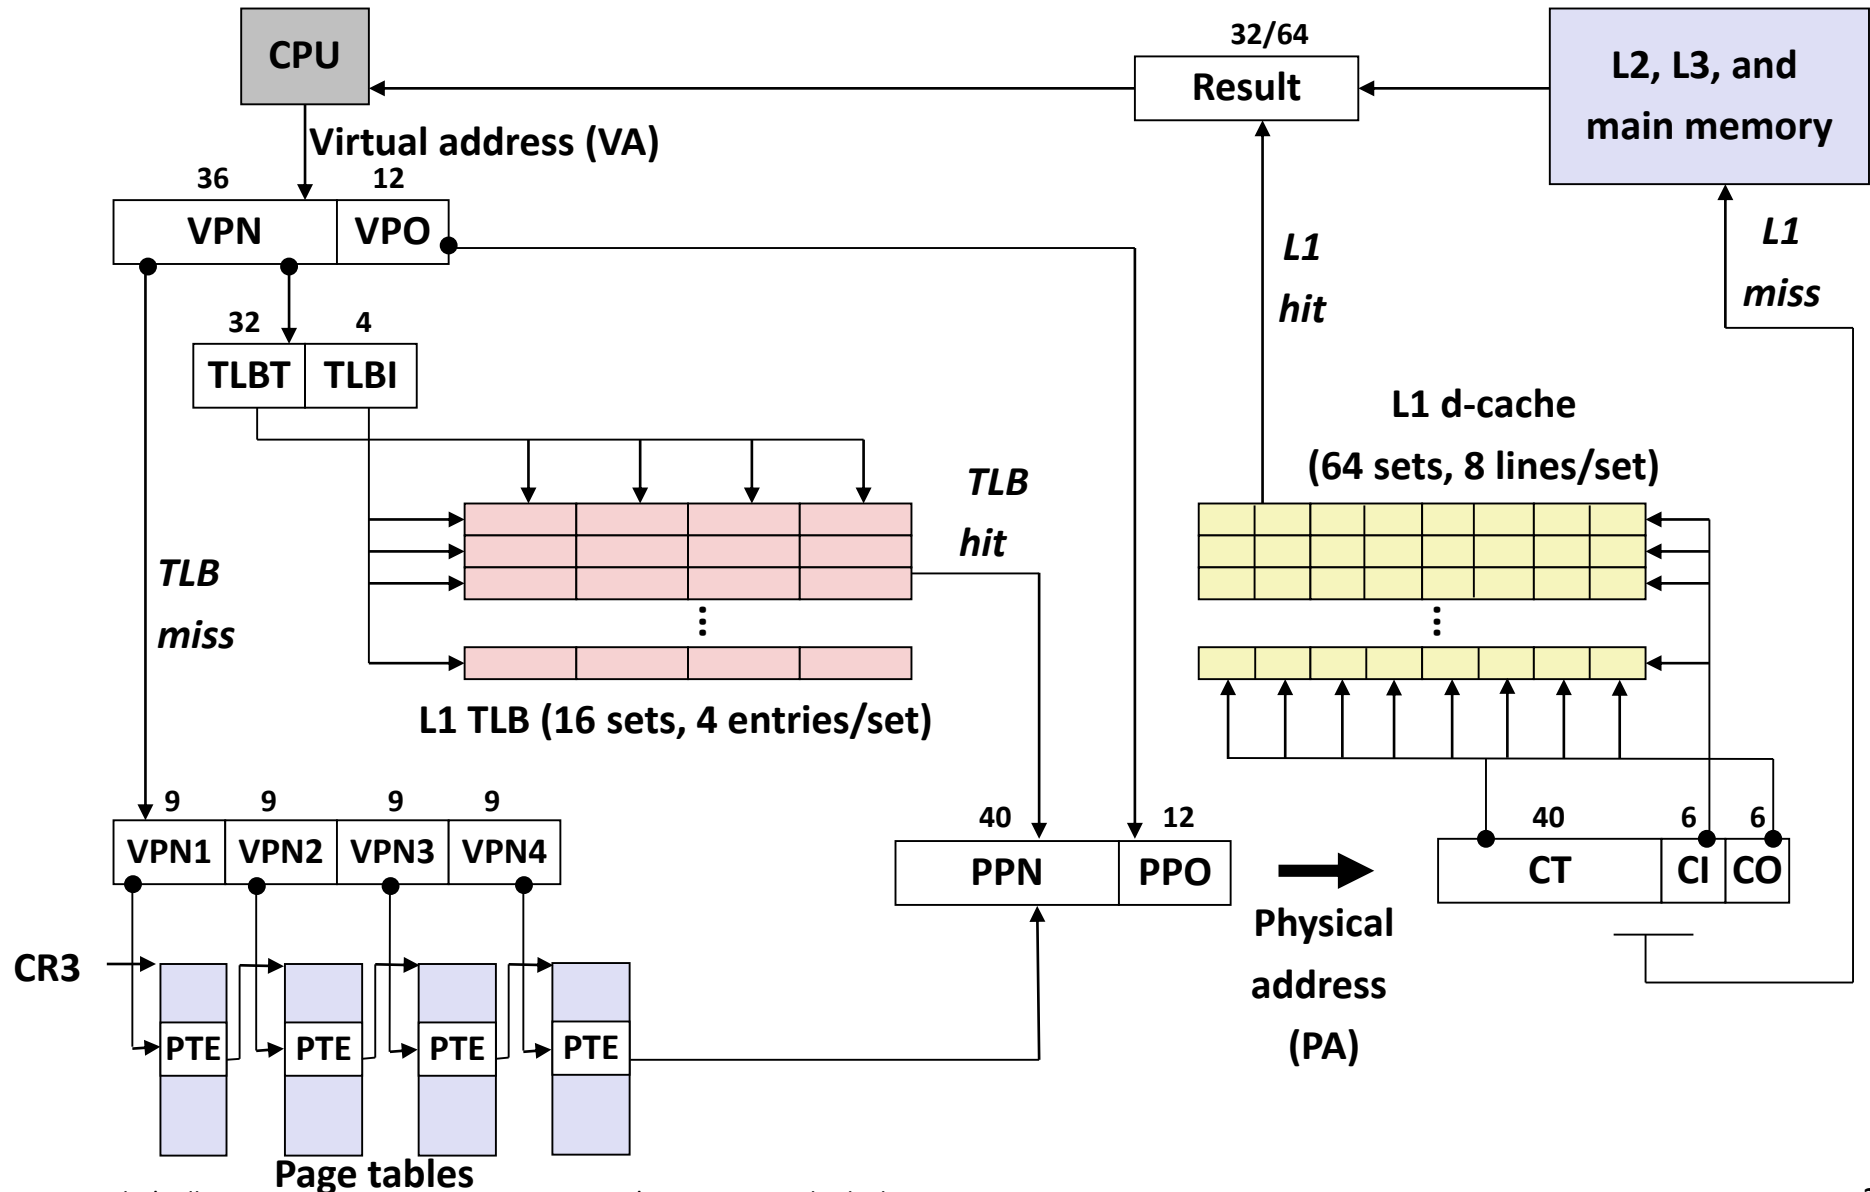 CPU
32/64
Result
L2, L3, and
main memory
Virtual address (VA)
36
12
VPN
VPO
L1
hit
L1
miss
32
4
TLBT
TLBI
L1 d-cache
(64 sets, 8 lines/set)
TLB
hit
TLB
miss
...
...
L1 TLB (16 sets, 4 entries/set)
9
9
9
9
VPN1
VPN2
VPN3
VPN4
40
12
PPN
PPO
40
6
6
CT
CI
CO
Physical
address
(PA)
CR3
PTE
PTE
PTE
PTE
Page tables